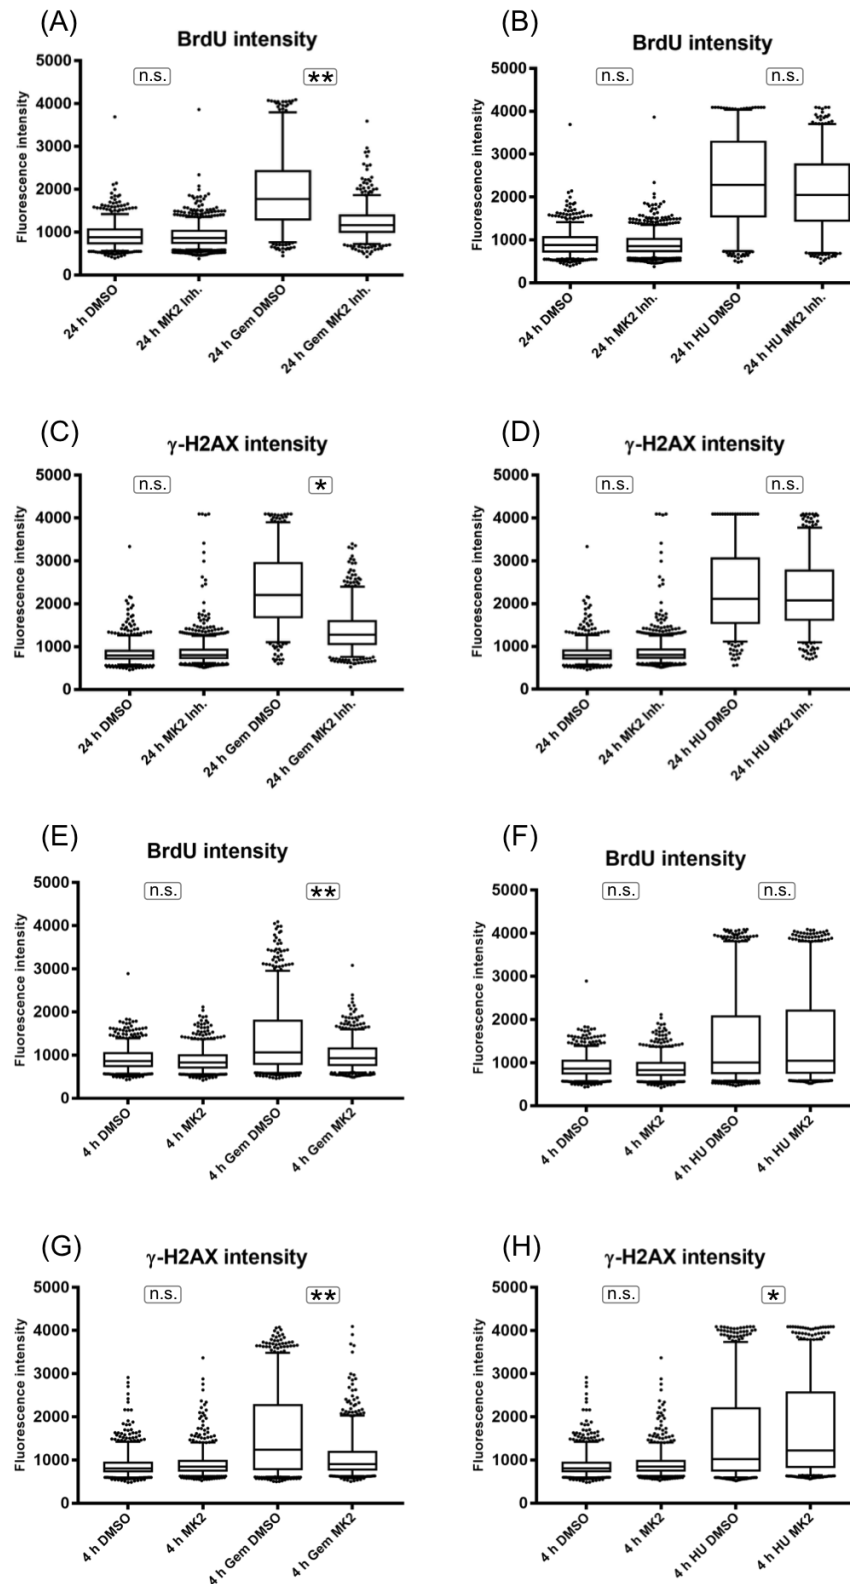 (A)
BrdU intensity
Fluorescence intensity
5000
4000
3000
2000
1000
0
n.s.
**
24 h DMSO
24 h MK2 Inh.
24 h Gem DMSO
24 h Gem MK2 Inh.
(B)
BrdU intensity
Fluorescence intensity
5000
4000
3000
2000
1000
0
n.s.
n.s.
24 h DMSO
24 h MK2 Inh.
24 h HU DMSO
24 h HU MK2 Inh.
(C)
γ-H2AX intensity
Fluorescence intensity
5000
4000
3000
2000
1000
0
n.s.
*
24 h DMSO
24 h MK2 Inh.
24 h Gem DMSO
24 h Gem MK2 Inh.
(D)
γ-H2AX intensity
Fluorescence intensity
5000
4000
3000
2000
1000
0
n.s.
n.s.
24 h DMSO
24 h MK2 Inh.
24 h HU DMSO
24 h HU MK2 Inh.
(E)
BrdU intensity
Fluorescence intensity
5000
4000
3000
2000
1000
0
n.s.
**
4 h DMSO
4 h MK2
4 h Gem DMSO
4 h Gem MK2
(F)
BrdU intensity
Fluorescence intensity
5000
4000
3000
2000
1000
0
n.s.
n.s.
4 h DMSO
4 h MK2
4 h HU DMSO
4 h HU MK2
(G)
γ-H2AX intensity
Fluorescence intensity
5000
4000
3000
2000
1000
0
n.s.
**
4 h DMSO
4 h MK2
4 h Gem DMSO
4 h Gem MK2
(H)
γ-H2AX intensity
Fluorescence intensity
5000
4000
3000
2000
1000
0
n.s.
*
4 h DMSO
4 h MK2
4 h HU DMSO
4 h HU MK2